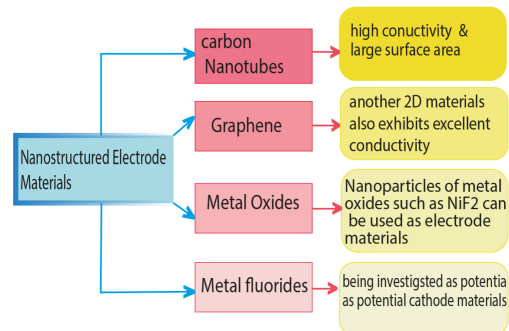 Nanostructured Electrode
Materials
carbon
Nanotubes
high conuctivity &
large surface area
Graphene
another 2D materials
also exhibits excellent
conductivity
Metal Oxides
Nanoparticles of metal
oxides such as NiF2 can
be used as electrode
materials
Metal fluorides
being investigsted as potentia
as potential cathode materials